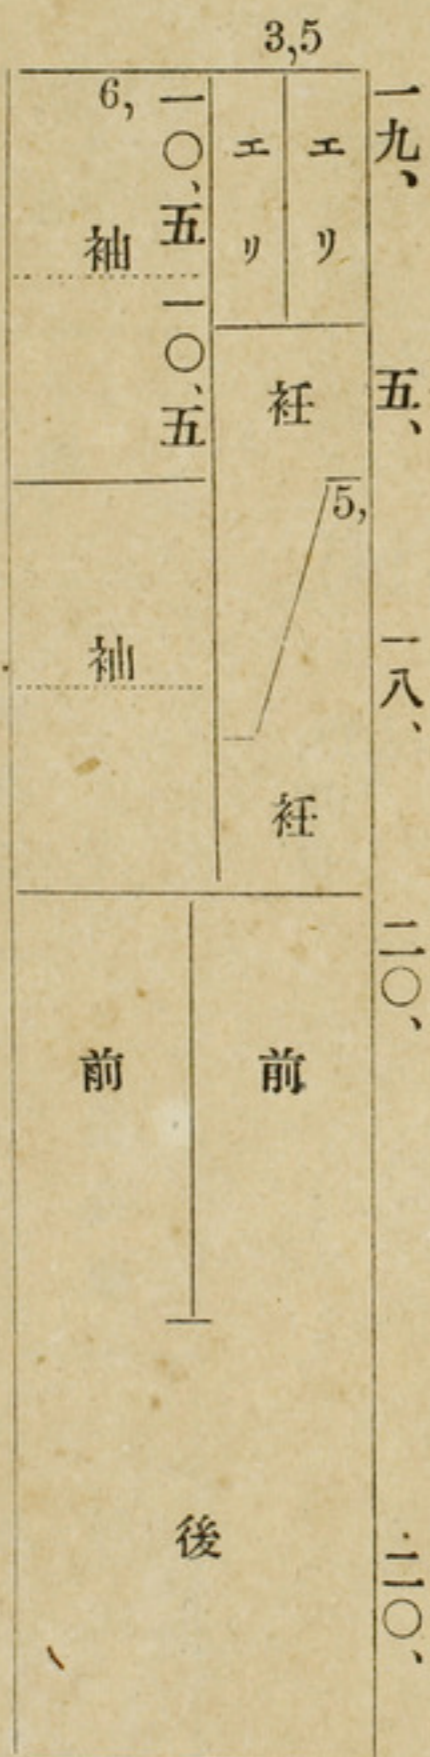 3,5
一九、
エリ
エリ
一〇、五
6,
袖
一〇、五
五、
衽
5,
一八、
袖
衽
二〇、
前
前
後
二〇、